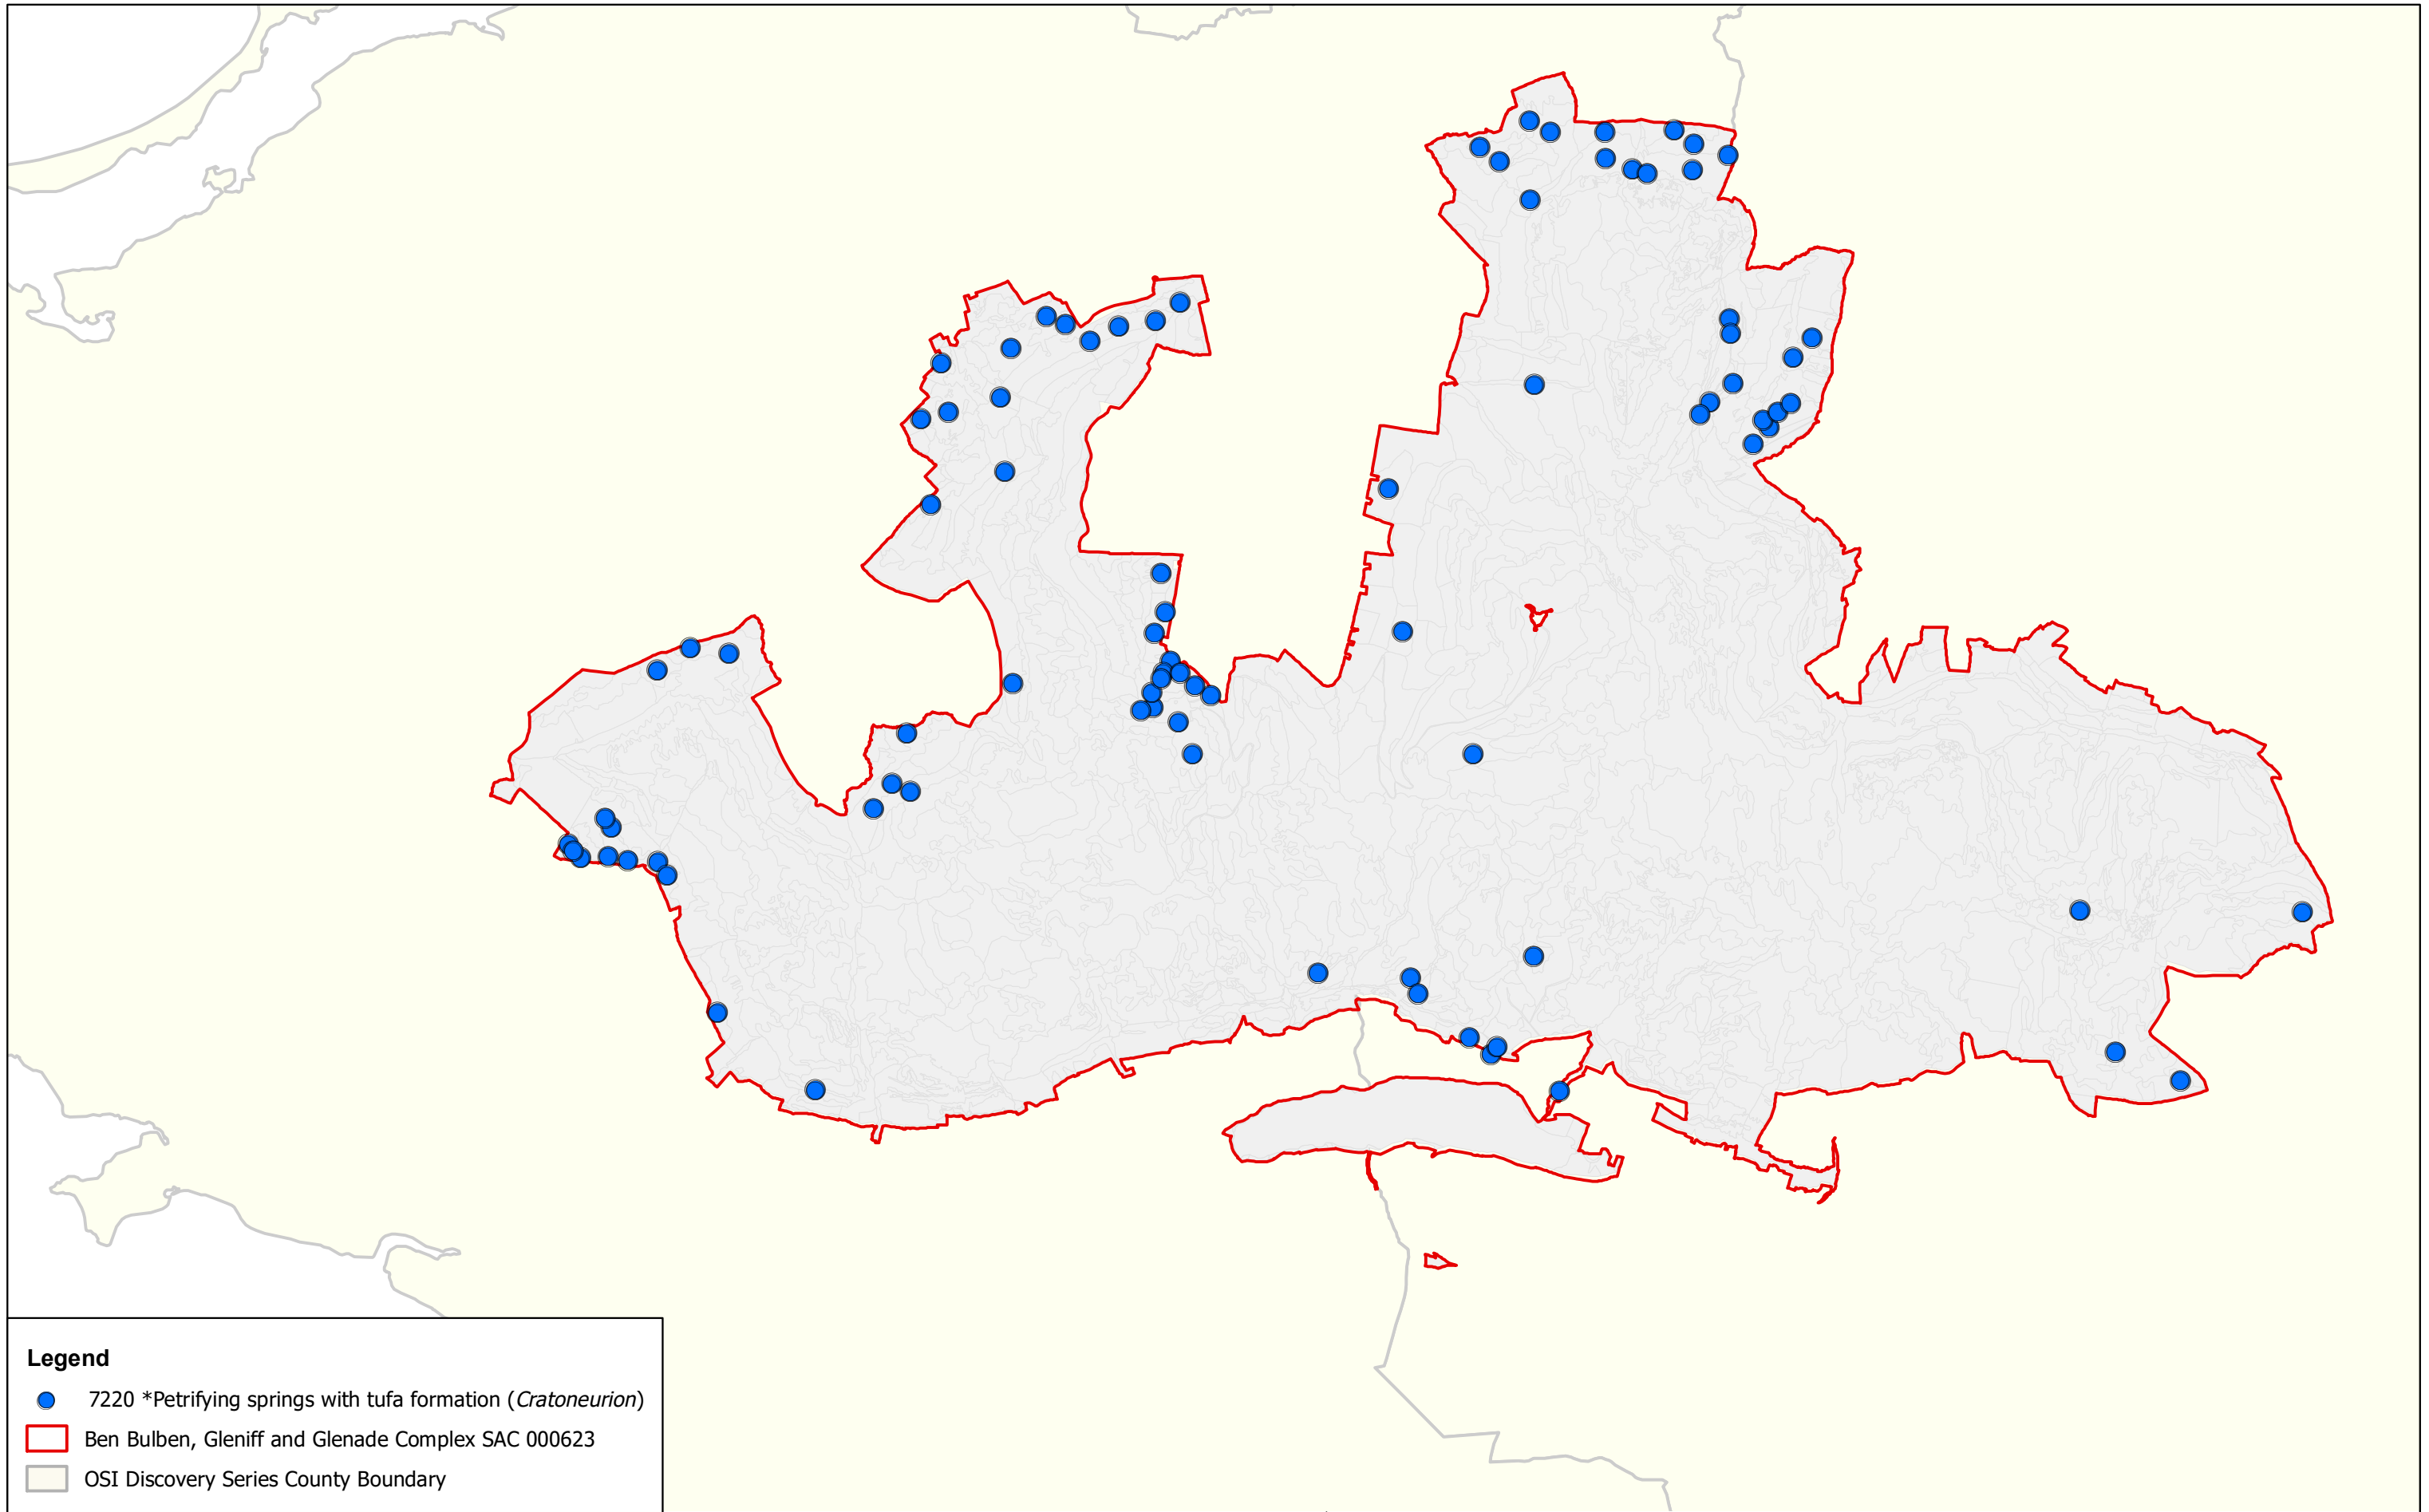 Legend
7220 *Petrifying springs with tufa formation (Cratoneurion)
Ben Bulben, Gleniff and Glenade Complex SAC 000623
OSI Discovery Series County Boundary